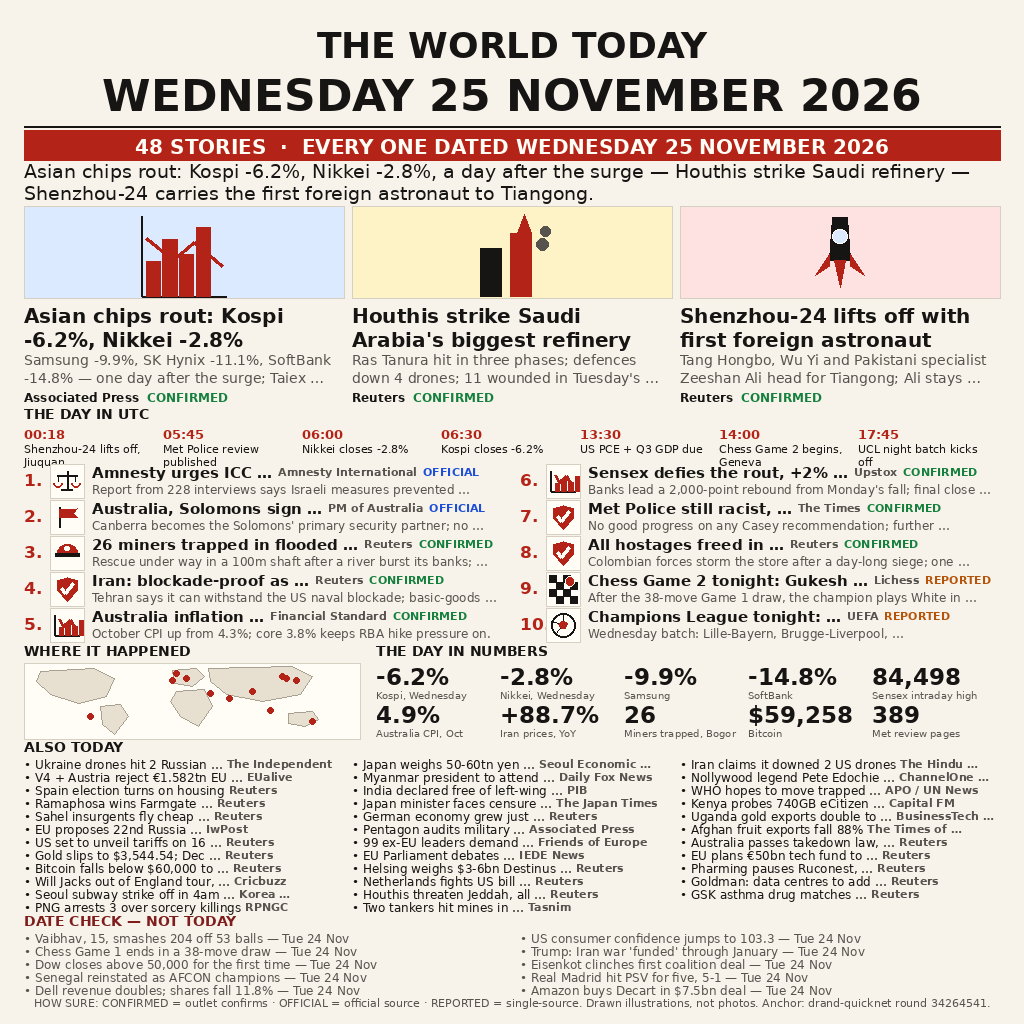 THE WORLD TODAY
WEDNESDAY 25 NOVEMBER 2026
48 STORIES · EVERY ONE DATED WEDNESDAY 25 NOVEMBER 2026
Asian chips rout: Kospi -6.2%, Nikkei -2.8%, a day after the surge — Houthis strike Saudi refinery —
Shenzhou-24 carries the first foreign astronaut to Tiangong.
Asian chips rout: Kospi
-6.2%, Nikkei -2.8%
Samsung -9.9%, SK Hynix -11.1%, SoftBank
-14.8% — one day after the surge; Taiex ...
Associated Press CONFIRMED
Houthis strike Saudi
Arabia's biggest refinery
Ras Tanura hit in three phases; defences
down 4 drones; 11 wounded in Tuesday's ...
Reuters CONFIRMED
Shenzhou-24 lifts off with
first foreign astronaut
Tang Hongbo, Wu Yi and Pakistani specialist
Zeeshan Ali head for Tiangong; Ali stays ...
Reuters CONFIRMED
THE DAY IN UTC
00:18
Shenzhou-24 lifts off,
Jiuquan
05:45
Met Police review
published
06:00
Nikkei closes -2.8%
06:30
Kospi closes -6.2%
13:30
US PCE + Q3 GDP due
14:00
Chess Game 2 begins,
Geneva
17:45
UCL night batch kicks
off
1. Amnesty urges ICC ... Amnesty International OFFICIAL
Report from 228 interviews says Israeli measures prevented ...
2. Australia, Solomons sign ... PM of Australia OFFICIAL
Canberra becomes the Solomons' primary security partner; no ...
3. 26 miners trapped in flooded ... Reuters CONFIRMED
Rescue under way in a 100m shaft after a river burst its banks; ...
4. Iran: blockade-proof as ... Reuters CONFIRMED
Tehran says it can withstand the US naval blockade; basic-goods ...
5. Australia inflation ... Financial Standard CONFIRMED
October CPI up from 4.3%; core 3.8% keeps RBA hike pressure on.
6. Sensex defies the rout, +2% ... Upstox CONFIRMED
Banks lead a 2,000-point rebound from Monday's fall; final close ...
7. Met Police still racist, ... The Times CONFIRMED
No good progress on any Casey recommendation; further ...
8. All hostages freed in ... Reuters CONFIRMED
Colombian forces storm the store after a day-long siege; one ...
9. Chess Game 2 tonight: Gukesh ... Lichess REPORTED
After the 38-move Game 1 draw, the champion plays White in ...
10 Champions League tonight: ... UEFA REPORTED
Wednesday batch: Lille-Bayern, Brugge-Liverpool, ...
WHERE IT HAPPENED
THE DAY IN NUMBERS
-6.2%
Kospi, Wednesday
-2.8%
Nikkei, Wednesday
-9.9%
Samsung
-14.8%
SoftBank
84,498
Sensex intraday high
4.9%
Australia CPI, Oct
+88.7%
Iran prices, YoY
26
Miners trapped, Bogor
$59,258
Bitcoin
389
Met review pages
ALSO TODAY
• Ukraine drones hit 2 Russian ... The Independent
• V4 + Austria reject €1.582tn EU ... EUalive
• Spain election turns on housing Reuters
• Ramaphosa wins Farmgate ... Reuters
• Sahel insurgents fly cheap ... Reuters
• EU proposes 22nd Russia ... IwPost
• US set to unveil tariffs on 16 ... Reuters
• Gold slips to $3,544.54; Dec ... Reuters
• Bitcoin falls below $60,000 to ... Reuters
• Will Jacks out of England tour, ... Cricbuzz
• Seoul subway strike off in 4am ... Korea ...
• PNG arrests 3 over sorcery killings RPNGC
• Japan weighs 50-60tn yen ... Seoul Economic ...
• Myanmar president to attend ... Daily Fox News
• India declared free of left-wing ... PIB
• Japan minister faces censure ... The Japan Times
• German economy grew just ... Reuters
• Pentagon audits military ... Associated Press
• 99 ex-EU leaders demand ... Friends of Europe
• EU Parliament debates ... IEDE News
• Helsing weighs $3-6bn Destinus ... Reuters
• Netherlands fights US bill ... Reuters
• Houthis threaten Jeddah, all ... Reuters
• Two tankers hit mines in ... Tasnim
• Iran claims it downed 2 US drones The Hindu ...
• Nollywood legend Pete Edochie ... ChannelOne ...
• WHO hopes to move trapped ... APO / UN News
• Kenya probes 740GB eCitizen ... Capital FM
• Uganda gold exports double to ... BusinessTech ...
• Afghan fruit exports fall 88% The Times of ...
• Australia passes takedown law, ... Reuters
• EU plans €50bn tech fund to ... Reuters
• Pharming pauses Ruconest, ... Reuters
• Goldman: data centres to add ... Reuters
• GSK asthma drug matches ... Reuters
DATE CHECK — NOT TODAY
• Vaibhav, 15, smashes 204 off 53 balls — Tue 24 Nov
• Chess Game 1 ends in a 38-move draw — Tue 24 Nov
• Dow closes above 50,000 for the first time — Tue 24 Nov
• Senegal reinstated as AFCON champions — Tue 24 Nov
• Dell revenue doubles; shares fall 11.8% — Tue 24 Nov
• US consumer confidence jumps to 103.3 — Tue 24 Nov
• Trump: Iran war 'funded' through January — Tue 24 Nov
• Eisenkot clinches first coalition deal — Tue 24 Nov
• Real Madrid hit PSV for five, 5-1 — Tue 24 Nov
• Amazon buys Decart in $7.5bn deal — Tue 24 Nov
HOW SURE: CONFIRMED = outlet confirms · OFFICIAL = official source · REPORTED = single-source. Drawn illustrations, not photos. Anchor: drand-quicknet round 34264541.